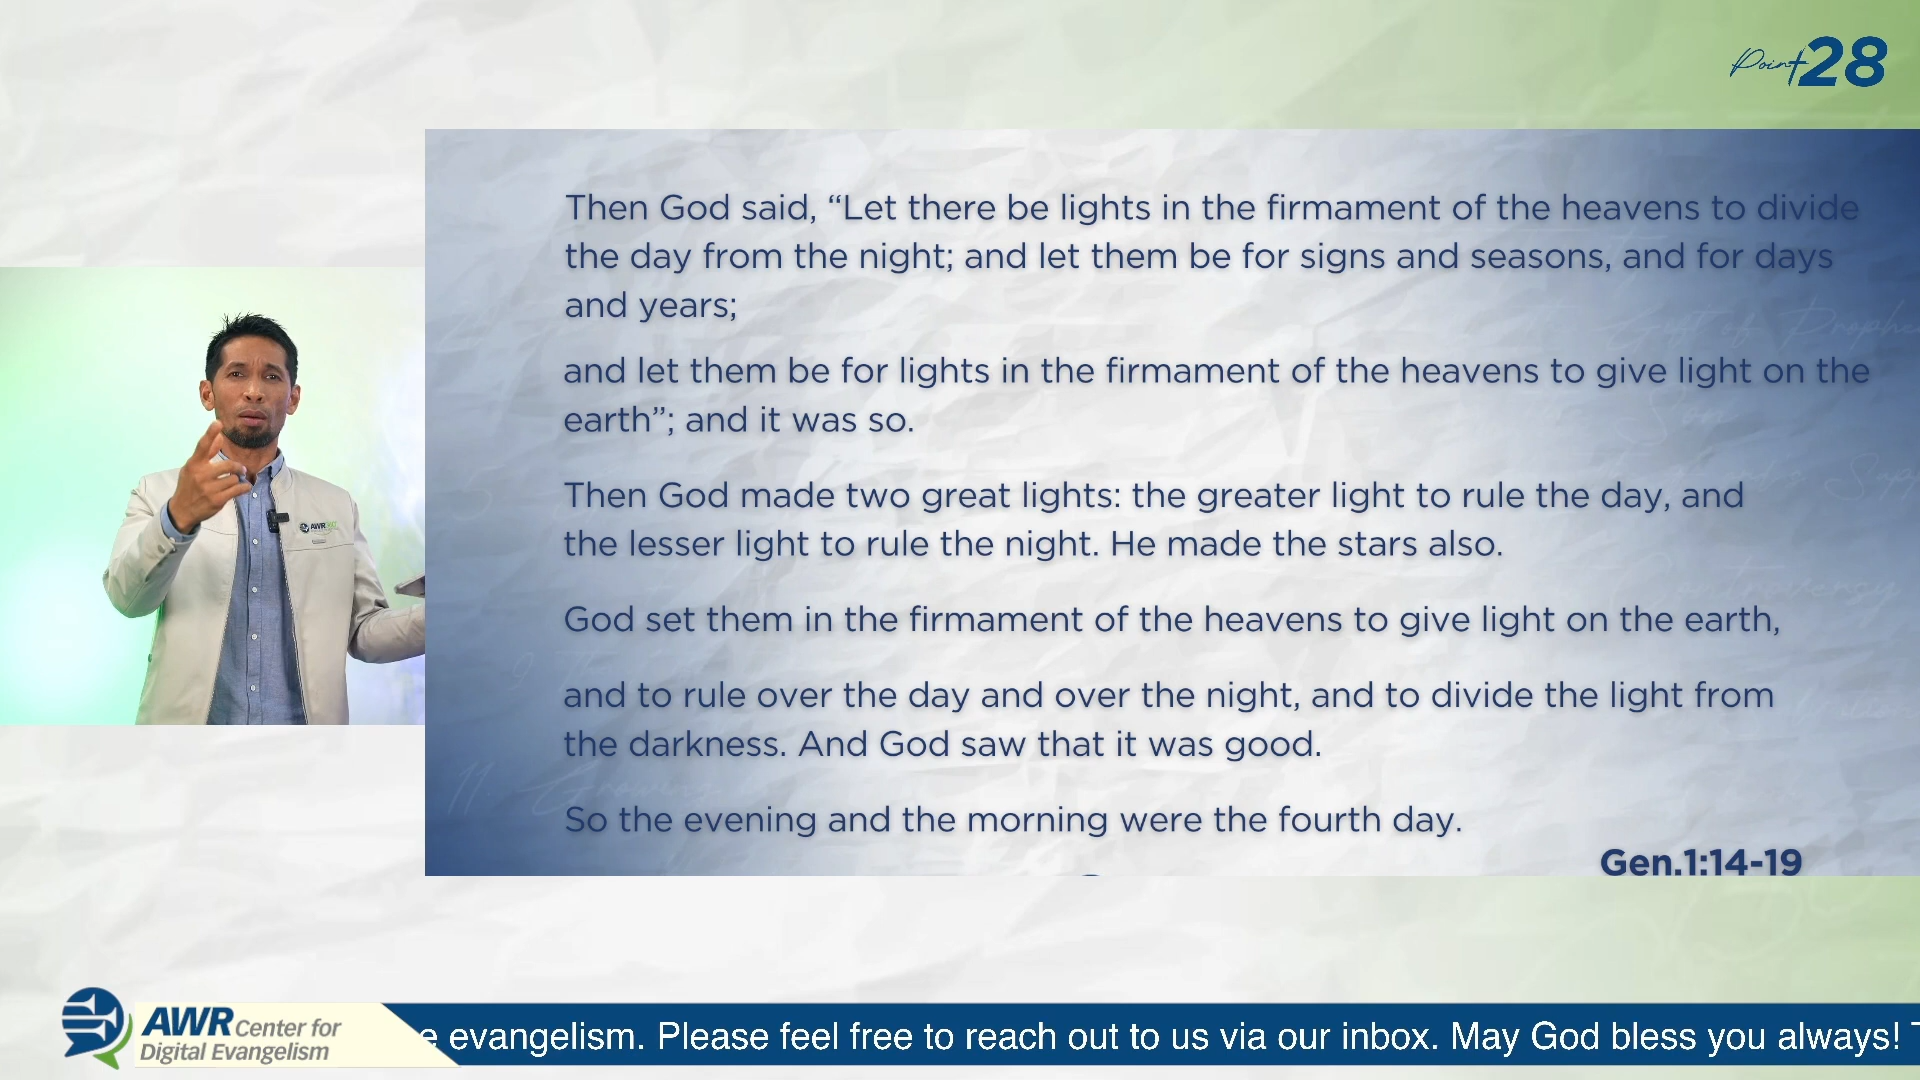 Point28
Then God said, “Let there be lights in the firmament of the heavens to divide
the day from the night; and let them be for signs and seasons, and for days
and years;
and let them be for lights in the firmament of the heavens to give light on the
earth”; and it was so.
Then God made two great lights: the greater light to rule the day, and
the lesser light to rule the night. He made the stars also.
God set them in the firmament of the heavens to give light on the earth,
and to rule over the day and over the night, and to divide the light from
the darkness. And God saw that it was good.
So the evening and the morning were the fourth day.
Gen.1:14-19
AWR
AWR Center for
Digital Evangelism
e evangelism. Please feel free to reach out to us via our inbox. May God bless you always! T